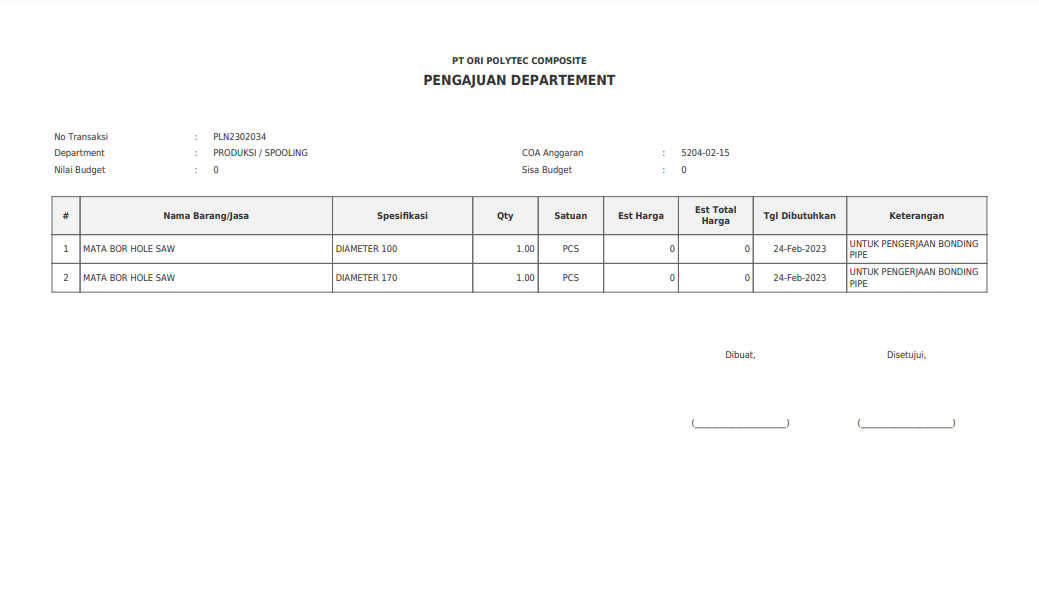 PT ORI POLYTEC COMPOSITE
PENGAJUAN DEPARTEMENT
No Transaksi : PLN2302034
Department : PRODUKSI / SPOOLING COA Anggaran : 5204-02-15
Nilai Budget : 0 Sisa Budget : 0
# Nama Barang/Jasa Spesifikasi Qty Satuan Est Harga Est Total Harga Tgl Dibutuhkan Keterangan
1 MATA BOR HOLE SAW DIAMETER 100 1.00 PCS 0 0 24-Feb-2023 UNTUK PENGERJAAN BONDING PIPE
2 MATA BOR HOLE SAW DIAMETER 170 1.00 PCS 0 0 24-Feb-2023 UNTUK PENGERJAAN BONDING PIPE
Dibuat, Disetujui,
(____________________) (____________________)